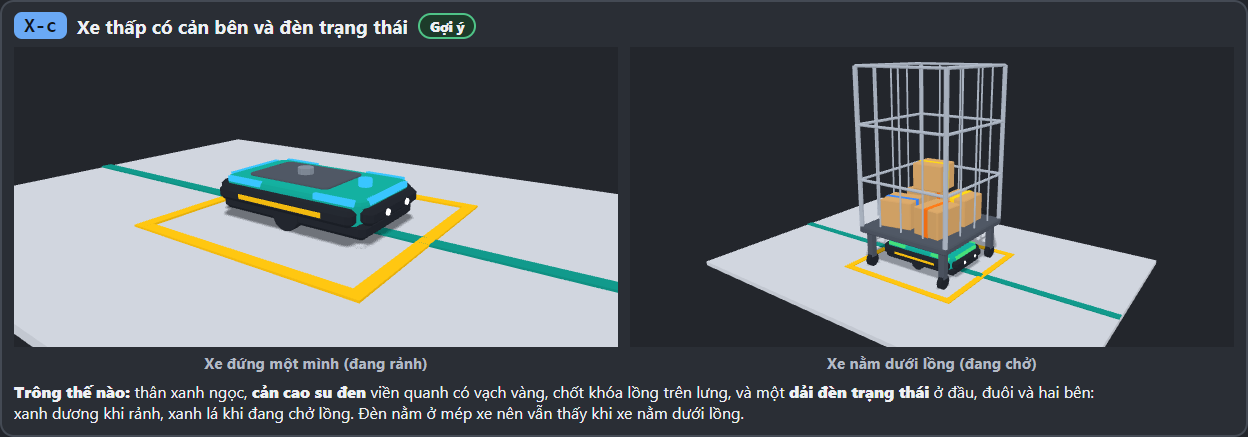 X-c Xe thấp có cản bên và đèn trạng thái Gợi ý
Xe đứng một mình (đang rảnh)
Xe nằm dưới lồng (đang chở)
Trông thế nào: thân xanh ngọc, cản cao su đen viền quanh có vạch vàng, chốt khóa lồng trên lưng, và một dải đèn trạng thái ở đầu, đuôi và hai bên:
xanh dương khi rảnh, xanh lá khi đang chở lồng. Đèn nằm ở mép xe nên vẫn thấy khi xe nằm dưới lồng.